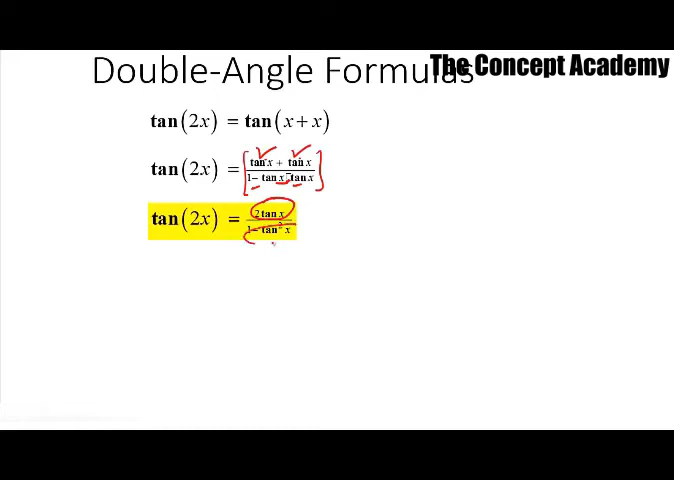 Double-Angle Formulas
The Concept Academy
tan(2x) = tan(x + x)
tan(2x) = [tan x + tan x / 1 − tan x tan x]
tan(2x) = 2 tan x / 1 − tan² x